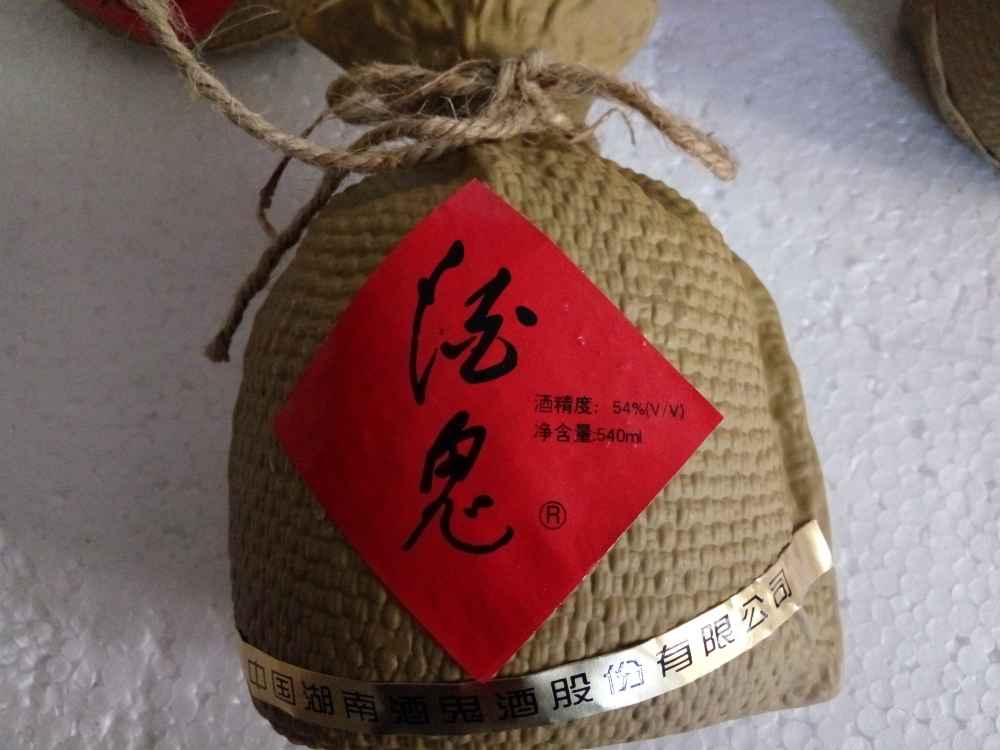 酒鬼
酒精度: 54%(V/V)
净含量:540ml
®
中国湖南酒鬼酒股份有限公司